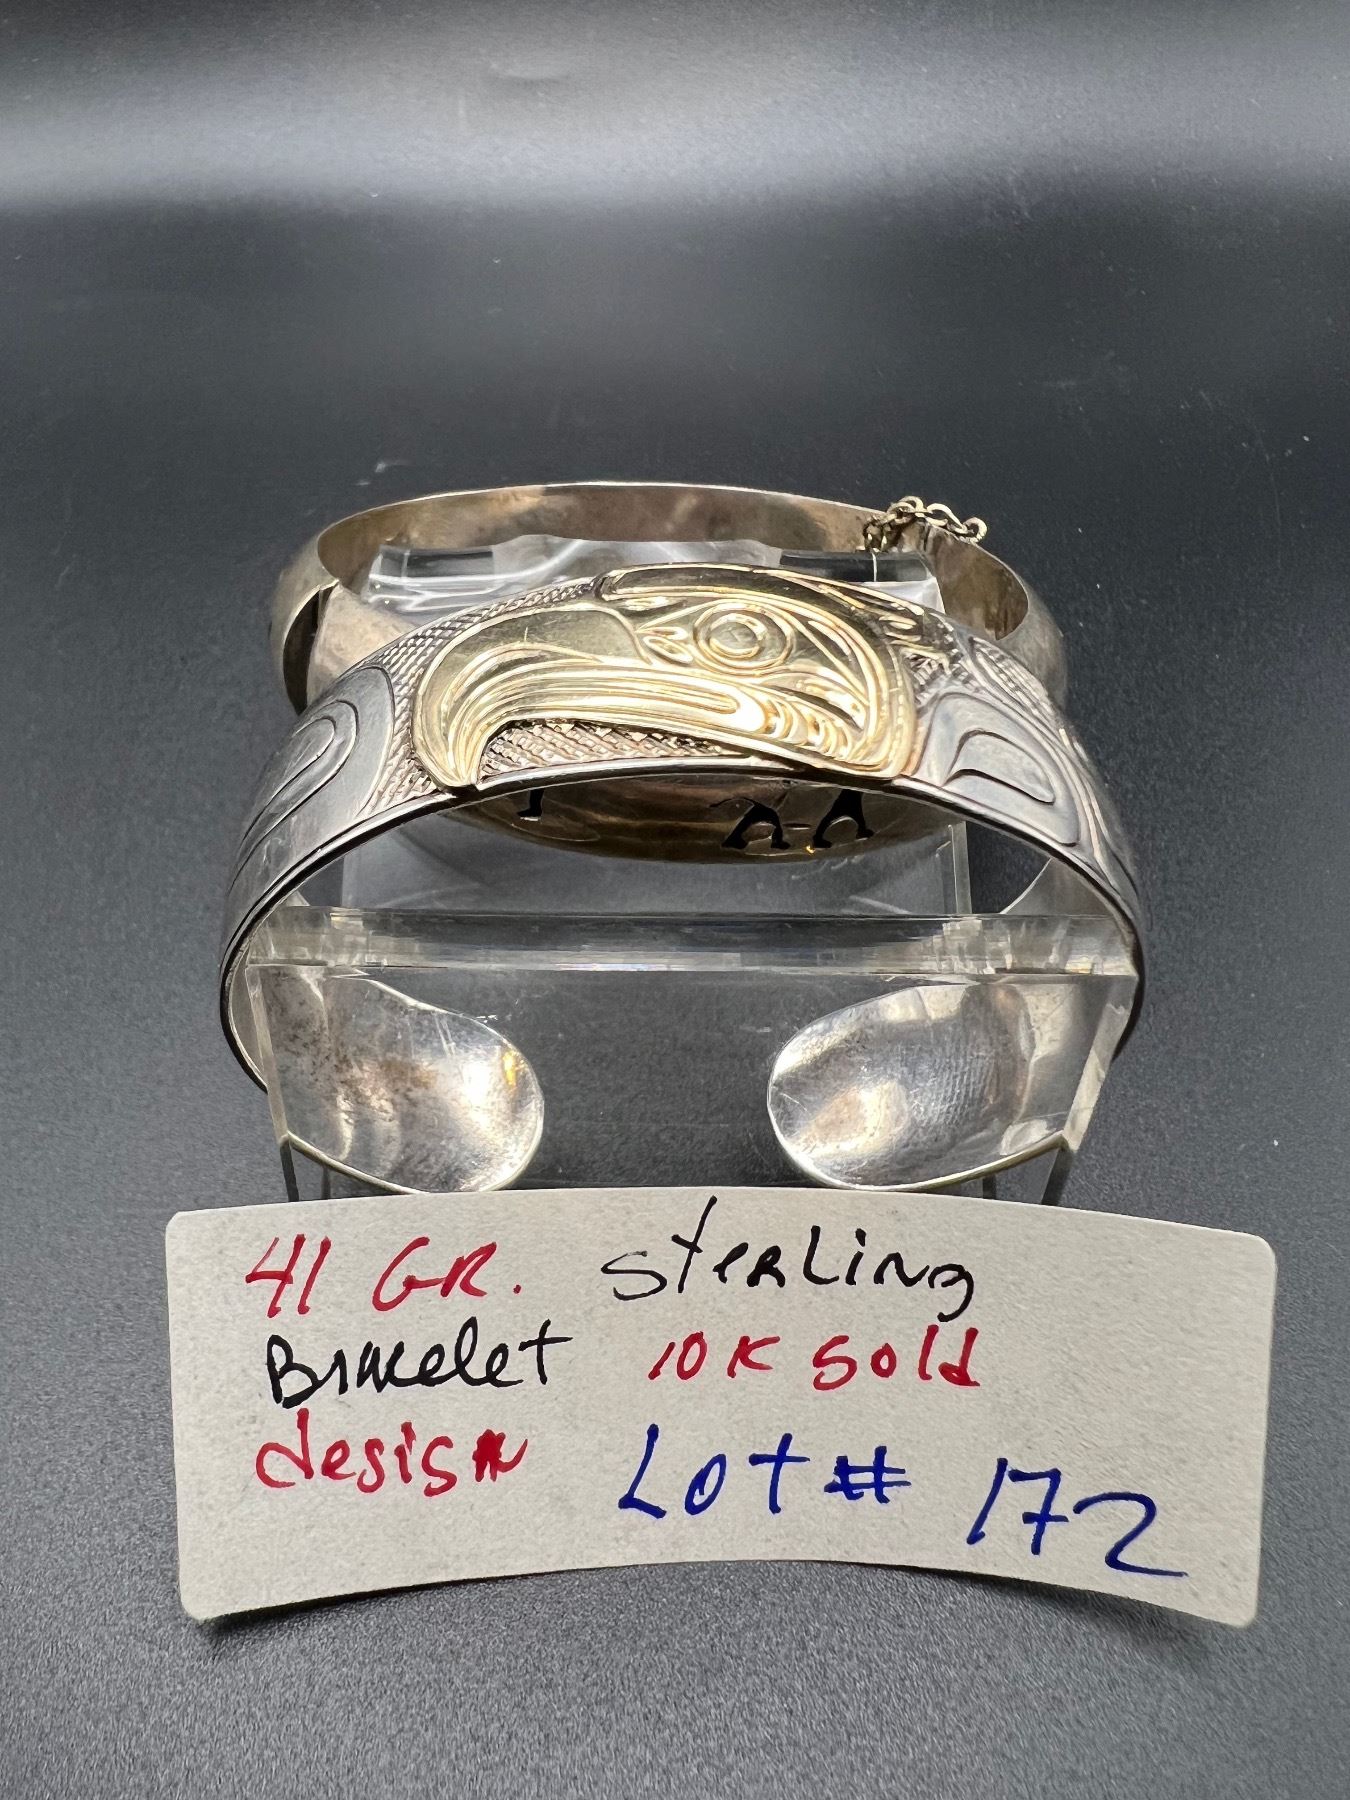 41 GR. Sterling
Bracelet 10K Gold
design Lot # 172